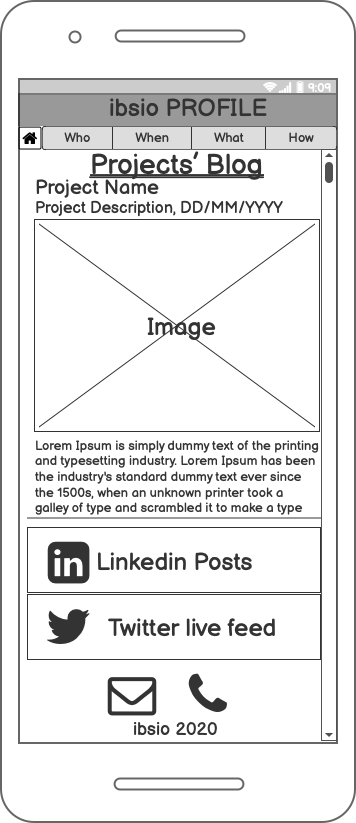 9:09
ibsio PROFILE
Who When What How
Projects' Blog
Project Name
Project Description, DD/MM/YYYY
Image
Lorem Ipsum is simply dummy text of the printing
and typesetting industry. Lorem Ipsum has been
the industry's standard dummy text ever since
the 1500s, when an unknown printer took a
galley of type and scrambled it to make a type
in Linkedin Posts
Twitter live feed
ibsio 2020